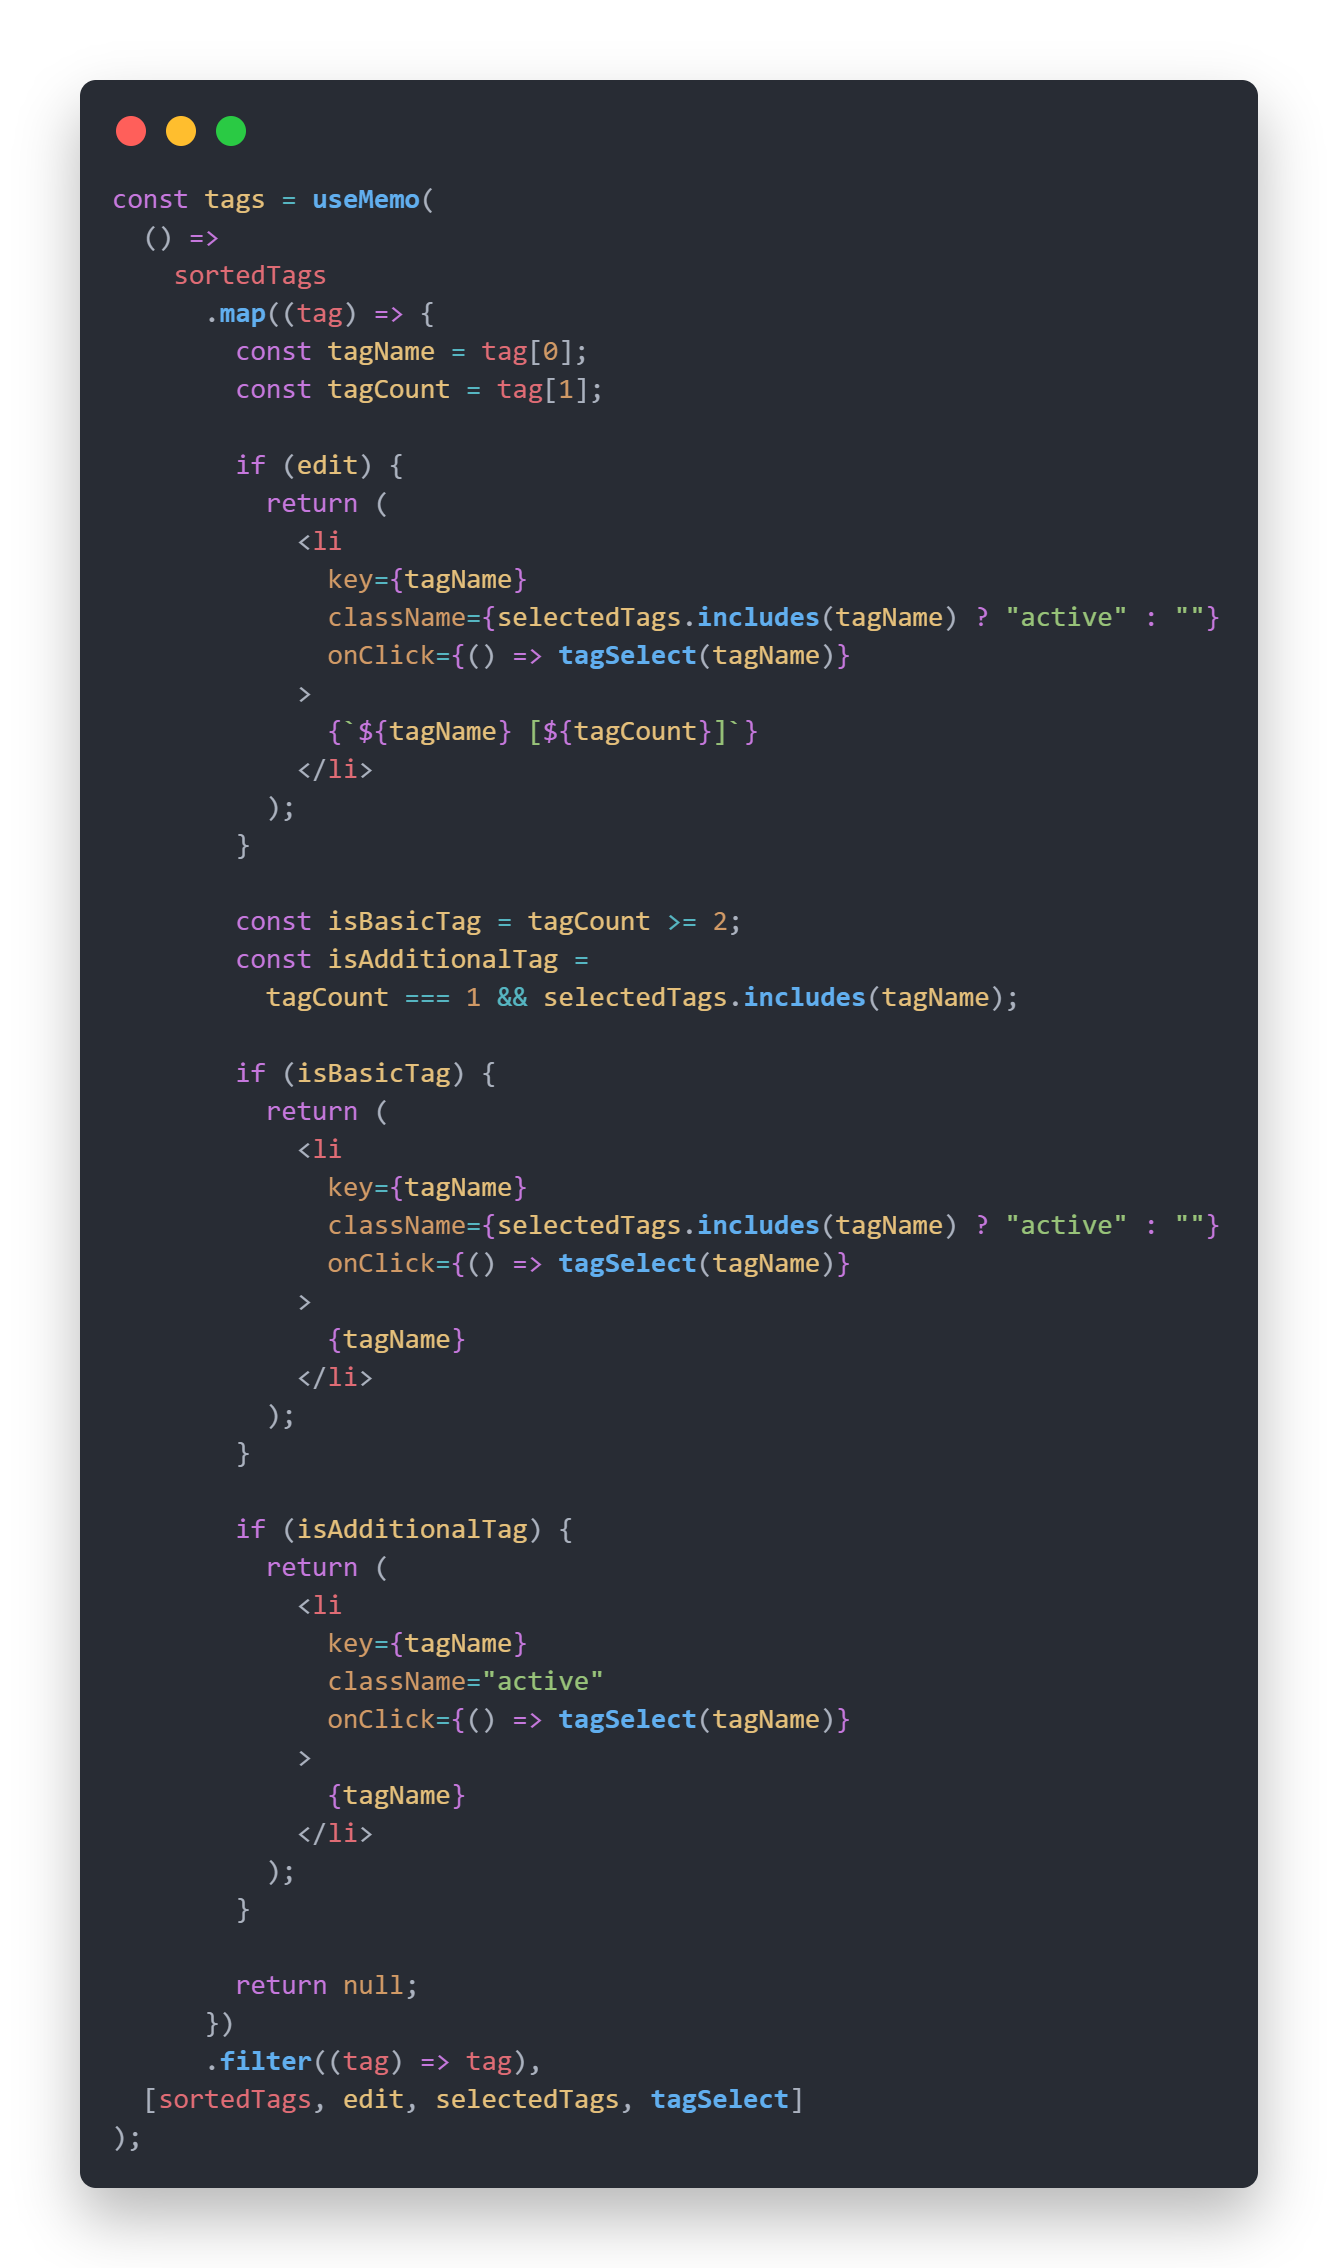 const tags = useMemo(
  () =>
    sortedTags
      .map((tag) => {
        const tagName = tag[0];
        const tagCount = tag[1];

        if (edit) {
          return (
            <li
              key={tagName}
              className={selectedTags.includes(tagName) ? "active" : ""}
              onClick={() => tagSelect(tagName)}
            >
              {`${tagName} [${tagCount}]`}
            </li>
          );
        }

        const isBasicTag = tagCount >= 2;
        const isAdditionalTag =
          tagCount === 1 && selectedTags.includes(tagName);

        if (isBasicTag) {
          return (
            <li
              key={tagName}
              className={selectedTags.includes(tagName) ? "active" : ""}
              onClick={() => tagSelect(tagName)}
            >
              {tagName}
            </li>
          );
        }

        if (isAdditionalTag) {
          return (
            <li
              key={tagName}
              className="active"
              onClick={() => tagSelect(tagName)}
            >
              {tagName}
            </li>
          );
        }

        return null;
      })
      .filter((tag) => tag),
  [sortedTags, edit, selectedTags, tagSelect]
);